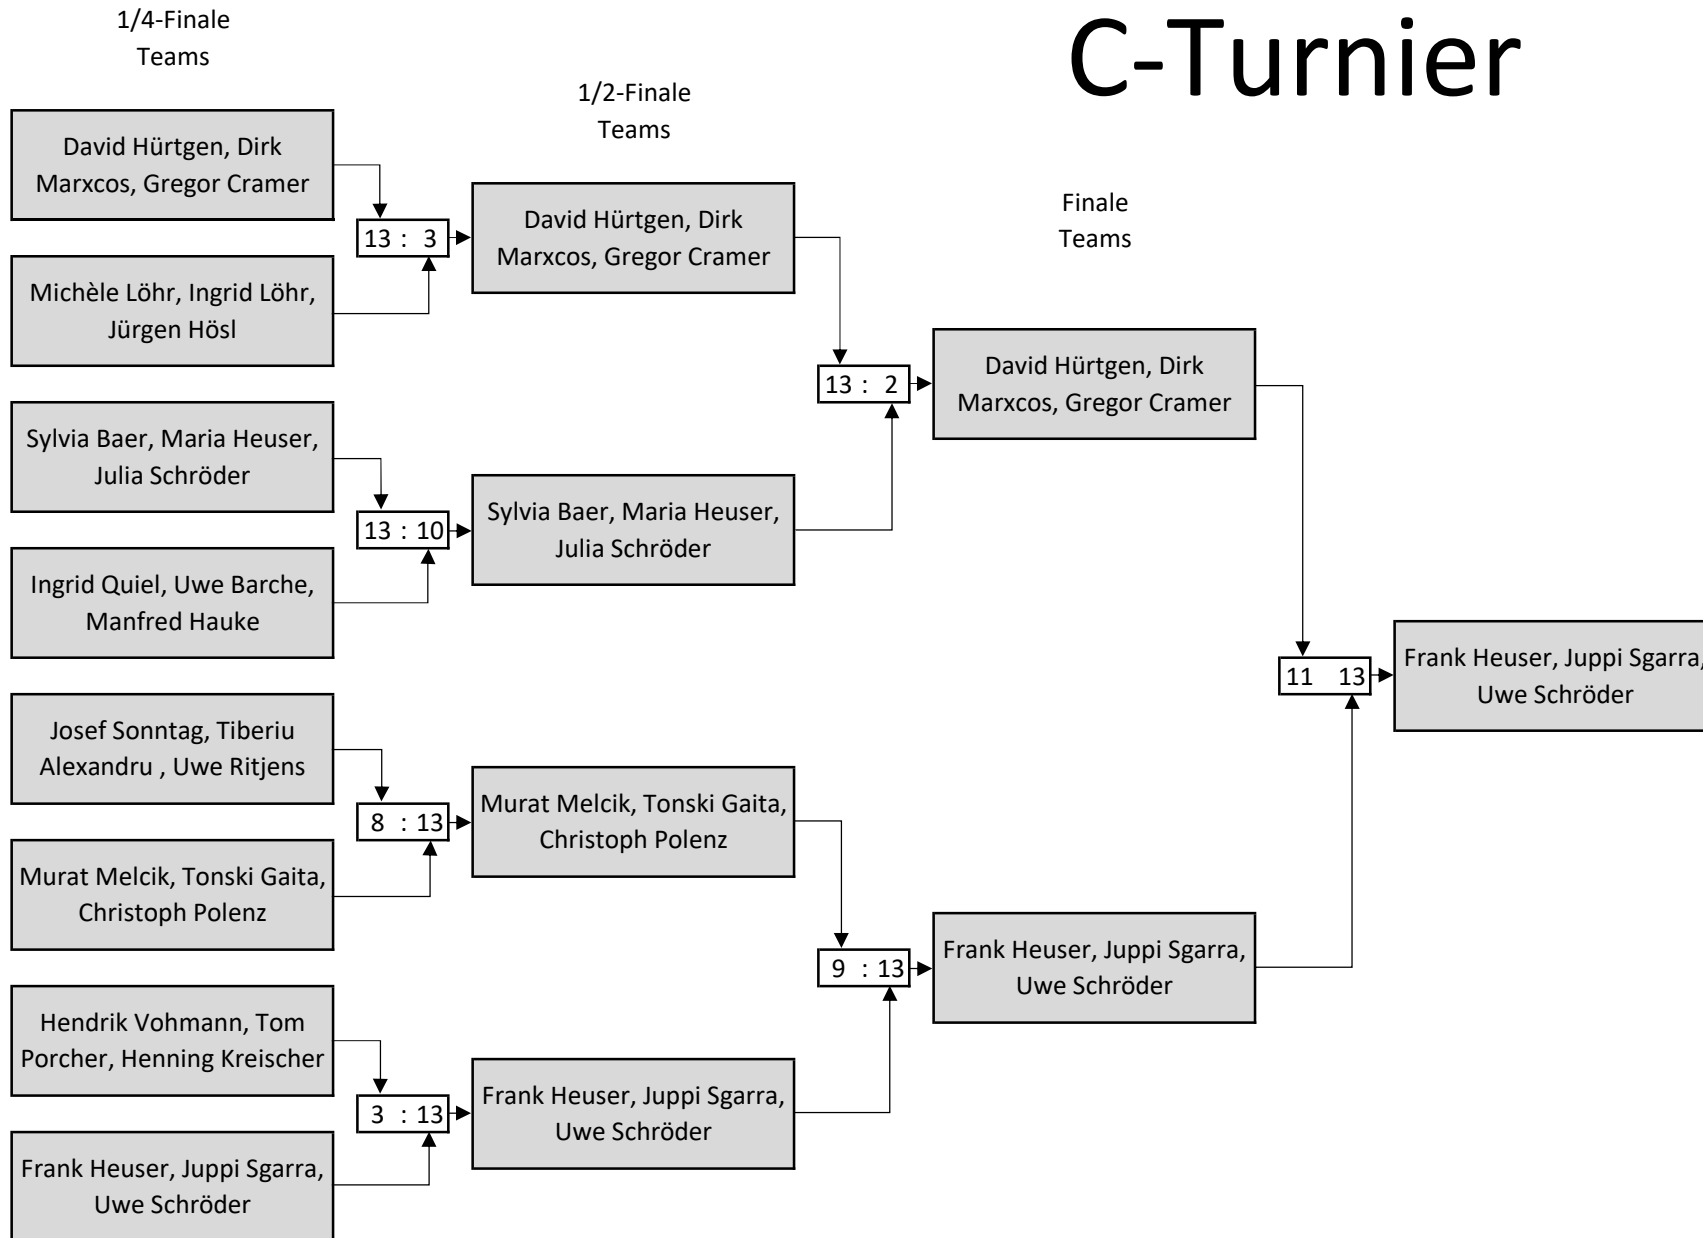 C-Turnier
1/4-Finale
Teams
1/2-Finale
Teams
Finale
Teams
David Hürtgen, Dirk
Marxcos, Gregor Cramer
13 : 3
Michèle Löhr, Ingrid Löhr,
Jürgen Hösl
Sylvia Baer, Maria Heuser,
Julia Schröder
13 : 10
Ingrid Quiel, Uwe Barche,
Manfred Hauke
Josef Sonntag, Tiberiu
Alexandru , Uwe Ritjens
8 : 13
Murat Melcik, Tonski Gaita,
Christoph Polenz
Hendrik Vohmann, Tom
Porcher, Henning Kreischer
3 : 13
Frank Heuser, Juppi Sgarra,
Uwe Schröder
David Hürtgen, Dirk
Marxcos, Gregor Cramer
13 : 2
Sylvia Baer, Maria Heuser,
Julia Schröder
Murat Melcik, Tonski Gaita,
Christoph Polenz
9 : 13
Frank Heuser, Juppi Sgarra,
Uwe Schröder
David Hürtgen, Dirk
Marxcos, Gregor Cramer
11 13
Frank Heuser, Juppi Sgarra,
Uwe Schröder
Frank Heuser, Juppi Sgarra,
Uwe Schröder